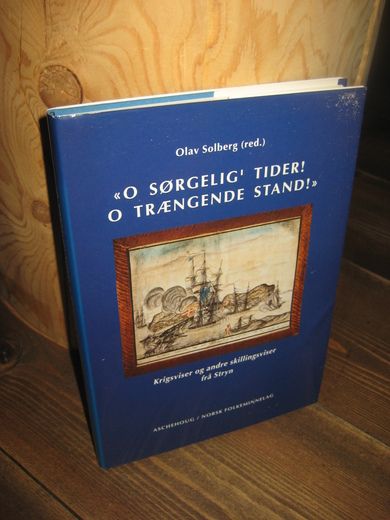 Olav Solberg (red.)
«O SØRGELIG' TIDER!
O TRÆNGENDE STAND!»
Krigsviser og andre skillingsviser
frå Stryn
ASCHEHOUG / NORSK FOLKEMINNELAG